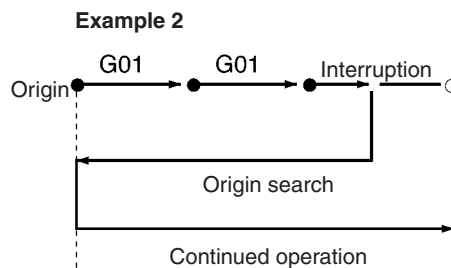 Example 2
G01 G01 Interruption
Origin
Origin search
Continued operation